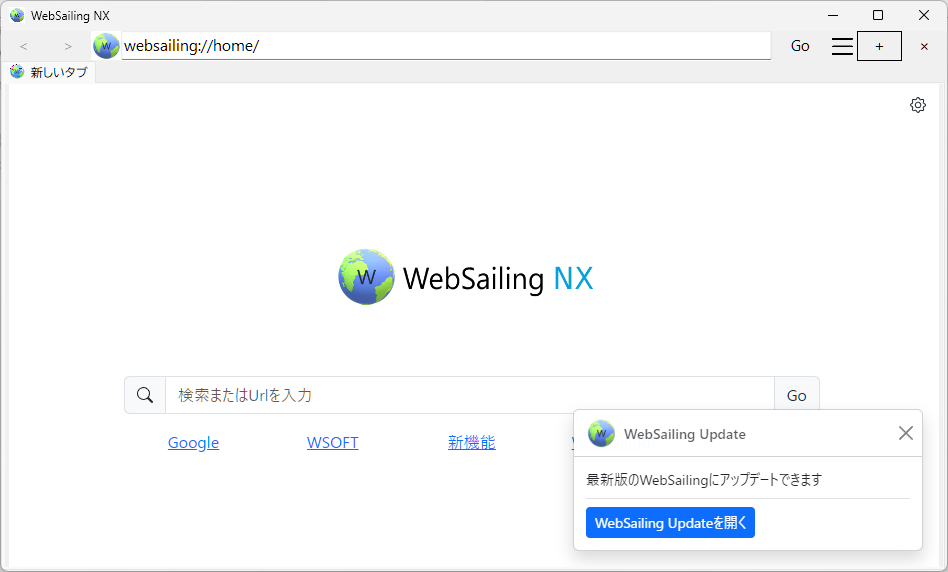 WebSailing NX
< > W websailing://home/ Go + ×
新しいタブ
W WebSailing NX
検索またはUrlを入力 Go
Google WSOFT 新機能
W WebSailing Update
最新版のWebSailingにアップデートできます
WebSailing Updateを開く